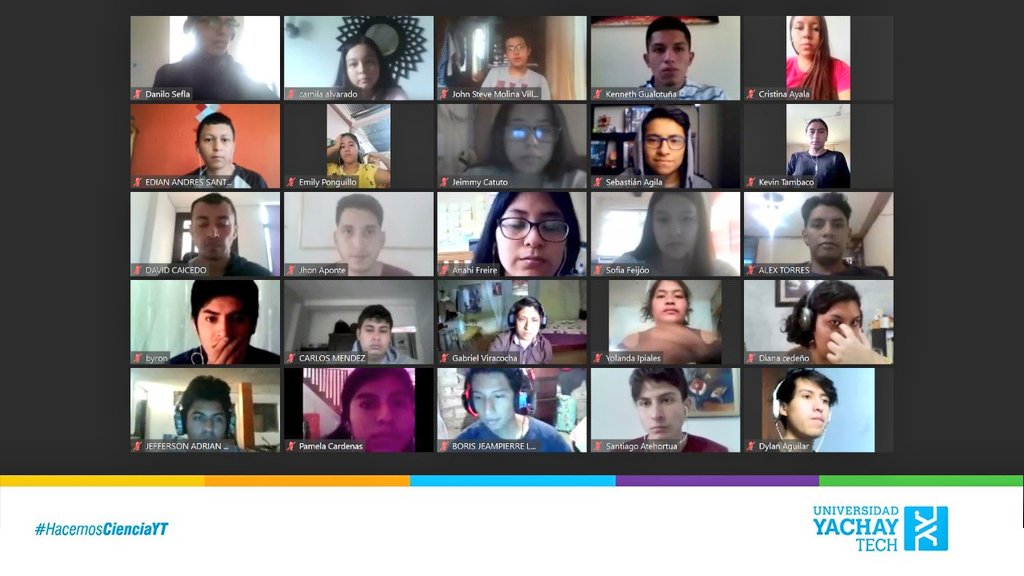 Danilo Sefla
camila alvarado
John Steve Molina Vill...
Kenneth Gualotuña
Cristina Ayala
EDIAN ANDRES SANT...
Emily Ponguillo
Jeimmy Catuto
Sebastián Agila
Kevin Tambaco
DAVID CAICEDO
Jhon Aponte
Anahi Freire
Sofia Feijóo
ALEX TORRES
byron
CARLOS MENDEZ
Gabriel Viracocha
Yolanda Ipiales
Diana cedeño
JEFFERSON ADRIAN ...
Pamela Cardenas
BORIS JEAMPIERRE L...
Santiago Atehortua
Dylan Aguilar
#HacemosCienciaYT
UNIVERSIDAD
YACHAY
TECH